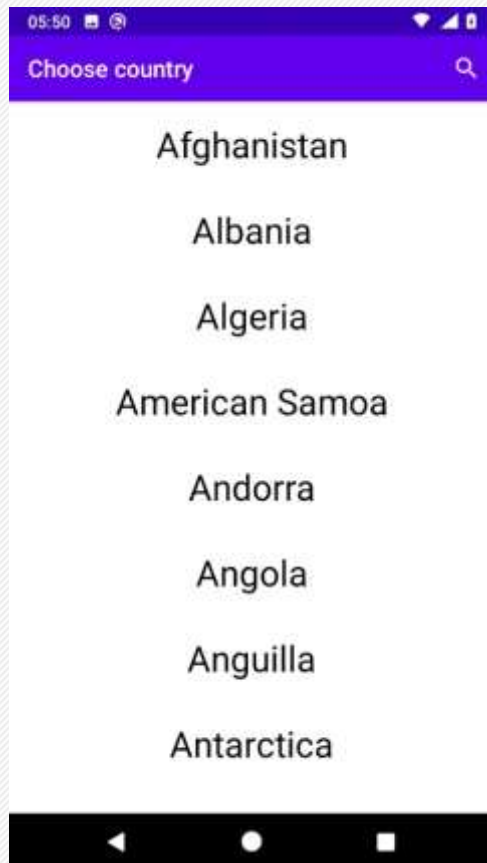 05:50
Choose country
Afghanistan
Albania
Algeria
American Samoa
Andorra
Angola
Anguilla
Antarctica